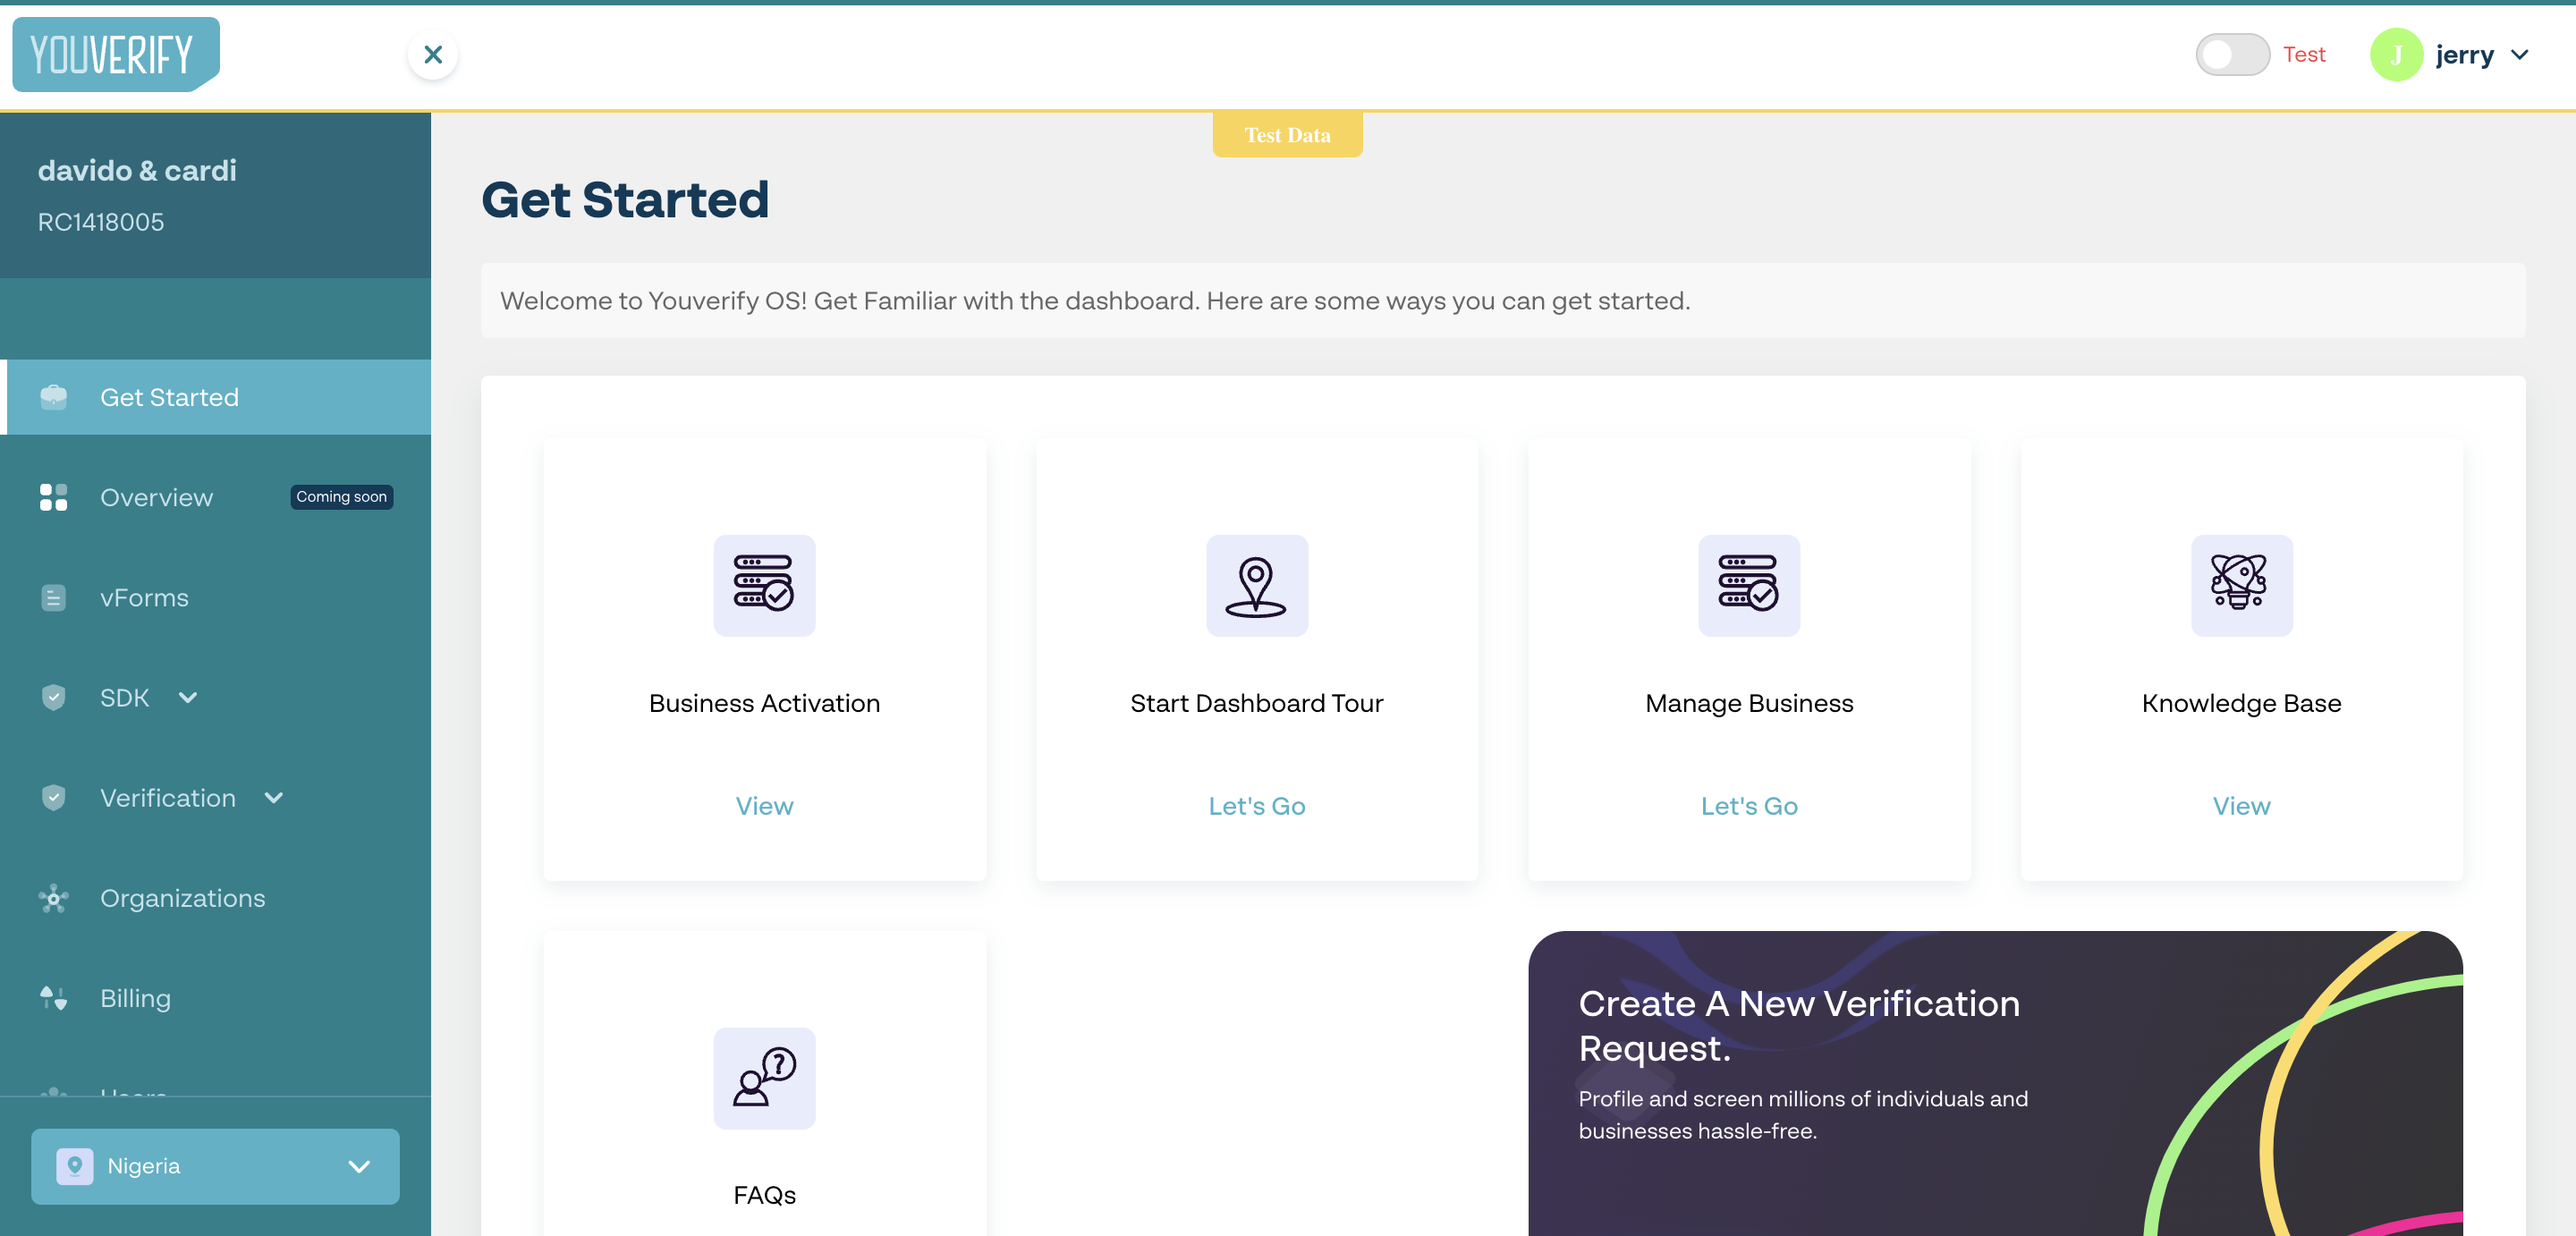 YOUVERIFY
Test
J
jerry
davido & cardi
RC1418005
Get Started
Overview
Coming soon
vForms
SDK
Verification
Organizations
Billing
Users
Nigeria
Test Data
Get Started
Welcome to Youverify OS! Get Familiar with the dashboard. Here are some ways you can get started.
Business Activation
View
Start Dashboard Tour
Let's Go
Manage Business
Let's Go
Knowledge Base
View
FAQs
?
Create A New Verification
Request.
Profile and screen millions of individuals and
businesses hassle-free.